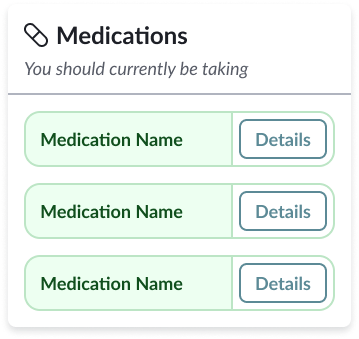 Medications
You should currently be taking
Medication Name
Details
Medication Name
Details
Medication Name
Details